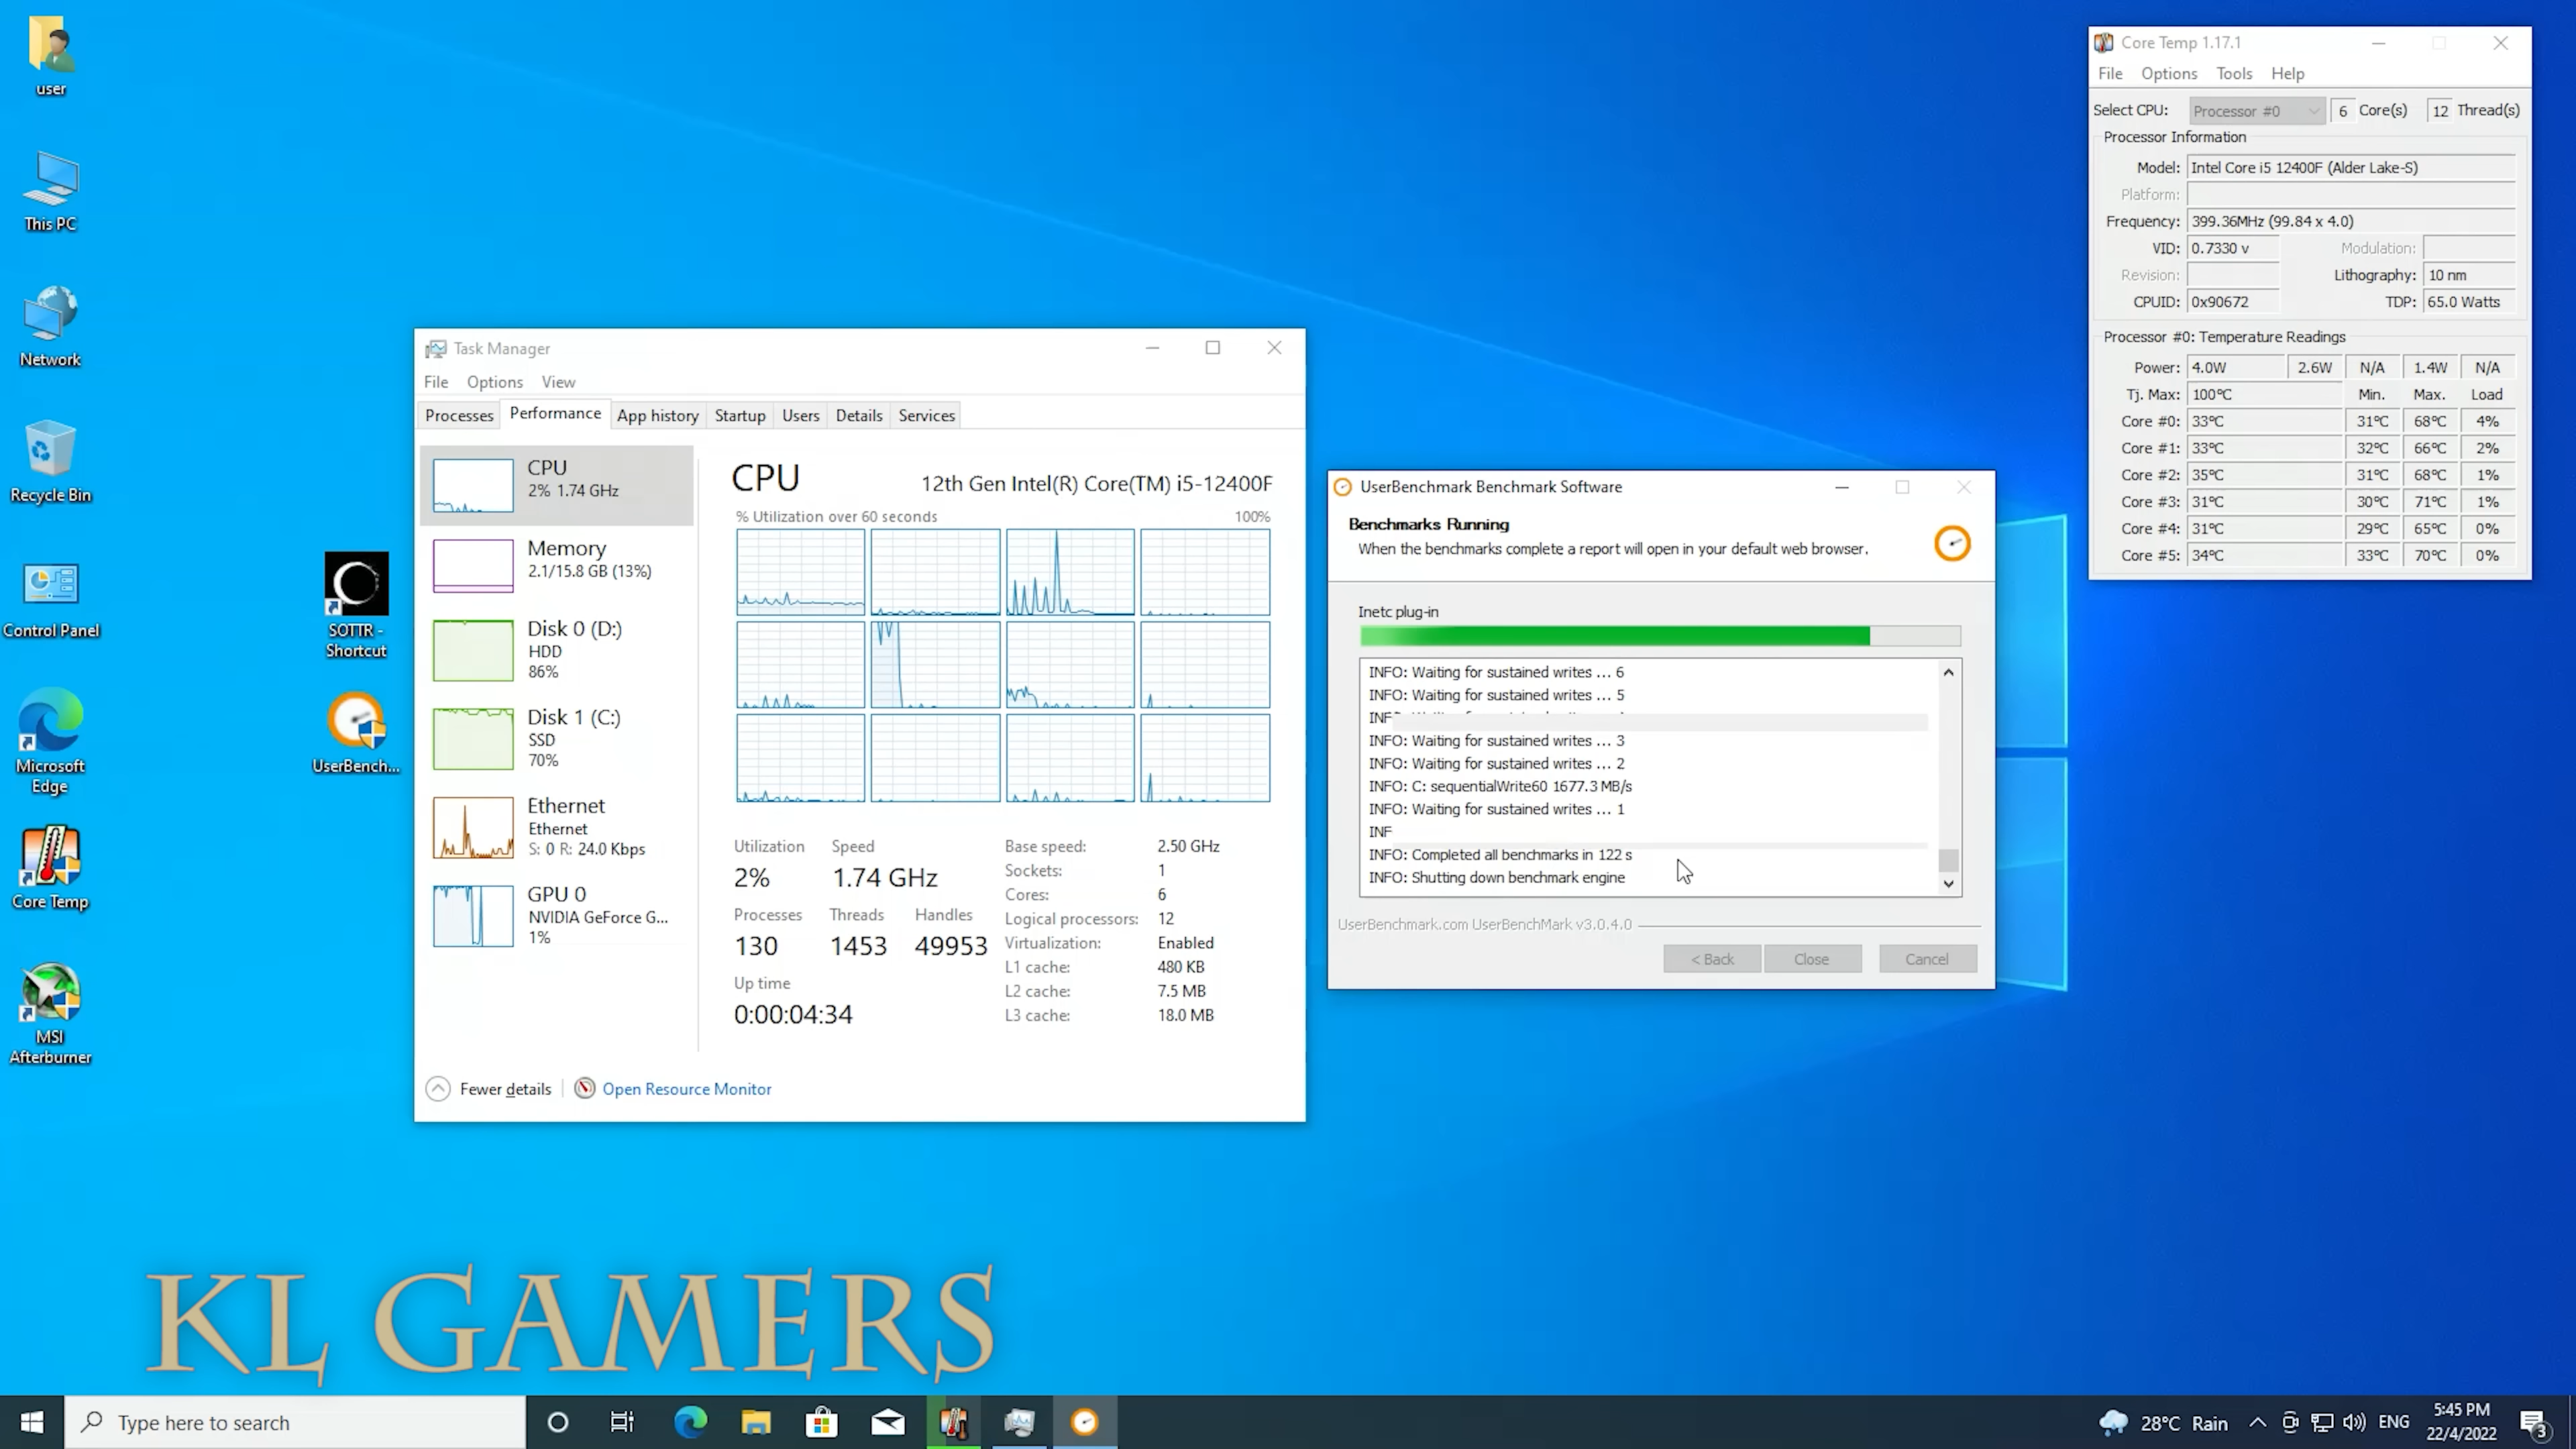 user
This PC
Network
Recycle Bin
Control Panel
Microsoft
Edge
Core Temp
MSI
Afterburner
SOTTR -
Shortcut
UserBench...
Task Manager
File Options View
Processes Performance App history Startup Users Details Services
CPU
2% 1.74 GHz
Memory
2.1/15.8 GB (13%)
Disk 0 (D:)
HDD
86%
Disk 1 (C:)
SSD
70%
Ethernet
Ethernet
S: 0 R: 24.0 Kbps
GPU 0
NVIDIA GeForce G...
1%
CPU 12th Gen Intel(R) Core(TM) i5-12400F
% Utilization over 60 seconds 100%
Utilization Speed
2% 1.74 GHz
Processes Threads Handles
130 1453 49953
Up time
0:00:04:34
Base speed: 2.50 GHz
Sockets: 1
Cores: 6
Logical processors: 12
Virtualization: Enabled
L1 cache: 480 KB
L2 cache: 7.5 MB
L3 cache: 18.0 MB
Fewer details Open Resource Monitor
UserBenchmark Benchmark Software
Benchmarks Running
When the benchmarks complete a report will open in your default web browser.
Inetc plug-in
INFO: Waiting for sustained writes ... 6
INFO: Waiting for sustained writes ... 5
INF
INFO: Waiting for sustained writes ... 3
INFO: Waiting for sustained writes ... 2
INFO: C: sequentialWrite60 1677.3 MB/s
INFO: Waiting for sustained writes ... 1
INF
INFO: Completed all benchmarks in 122 s
INFO: Shutting down benchmark engine
UserBenchmark.com UserBenchMark v3.0.4.0
< Back Close Cancel
Core Temp 1.17.1
File Options Tools Help
Select CPU: Processor #0 6 Core(s) 12 Thread(s)
Processor Information
Model: Intel Core i5 12400F (Alder Lake-S)
Platform:
Frequency: 399.36MHz (99.84 x 4.0)
VID: 0.7330 v Modulation:
Revision: Lithography: 10 nm
CPUID: 0x90672 TDP: 65.0 Watts
Processor #0: Temperature Readings
Power: 4.0W 2.6W N/A 1.4W N/A
Tj. Max: 100°C Min. Max. Load
Core #0: 33°C 31°C 68°C 4%
Core #1: 33°C 32°C 66°C 2%
Core #2: 35°C 31°C 68°C 1%
Core #3: 31°C 30°C 71°C 1%
Core #4: 31°C 29°C 65°C 0%
Core #5: 34°C 33°C 70°C 0%
KL GAMERS
Type here to search
28°C Rain
ENG
5:45 PM
22/4/2022
3